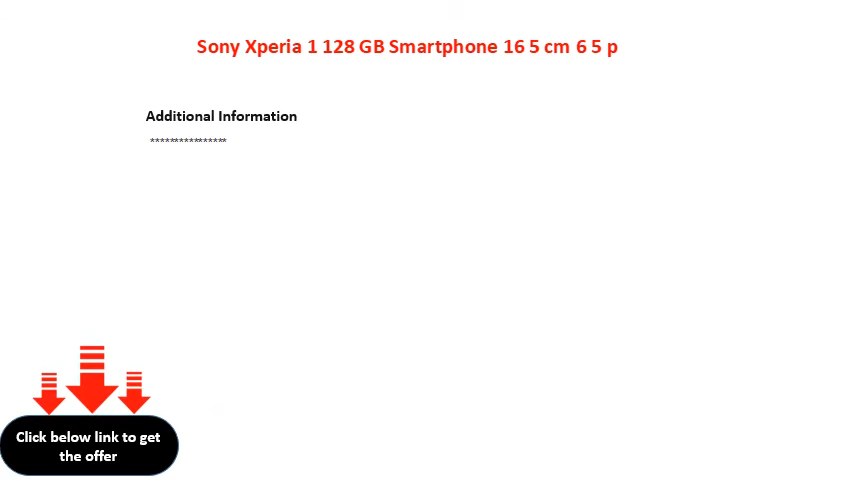 Sony Xperia 1 128 GB Smartphone 16 5 cm 6 5 p
Additional Information
****************
Click below link to get
the offer